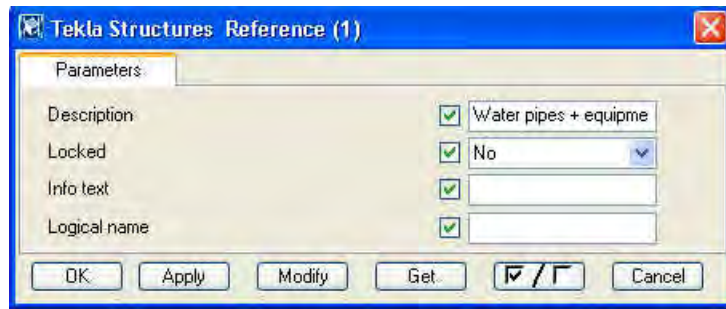 Tekla Structures Reference (1)
Parameters
Description Water pipes + equipme
Locked No
Info text
Logical name
OK Apply Modify Get / Cancel